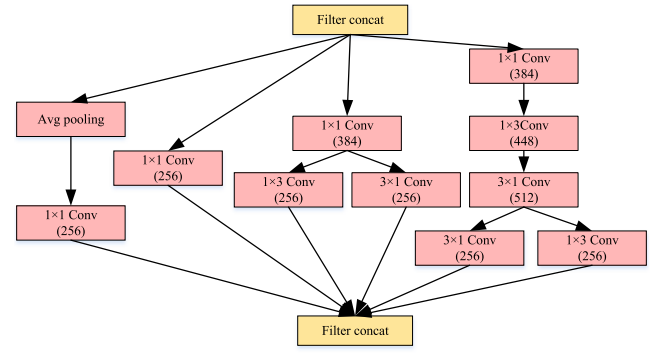 Filter concat
1×1 Conv
(384)
Avg pooling
1×1 Conv
(384)
1×3Conv
(448)
1×1 Conv
(256)
1×3 Conv
(256)
3×1 Conv
(256)
3×1 Conv
(512)
1×1 Conv
(256)
3×1 Conv
(256)
1×3 Conv
(256)
Filter concat